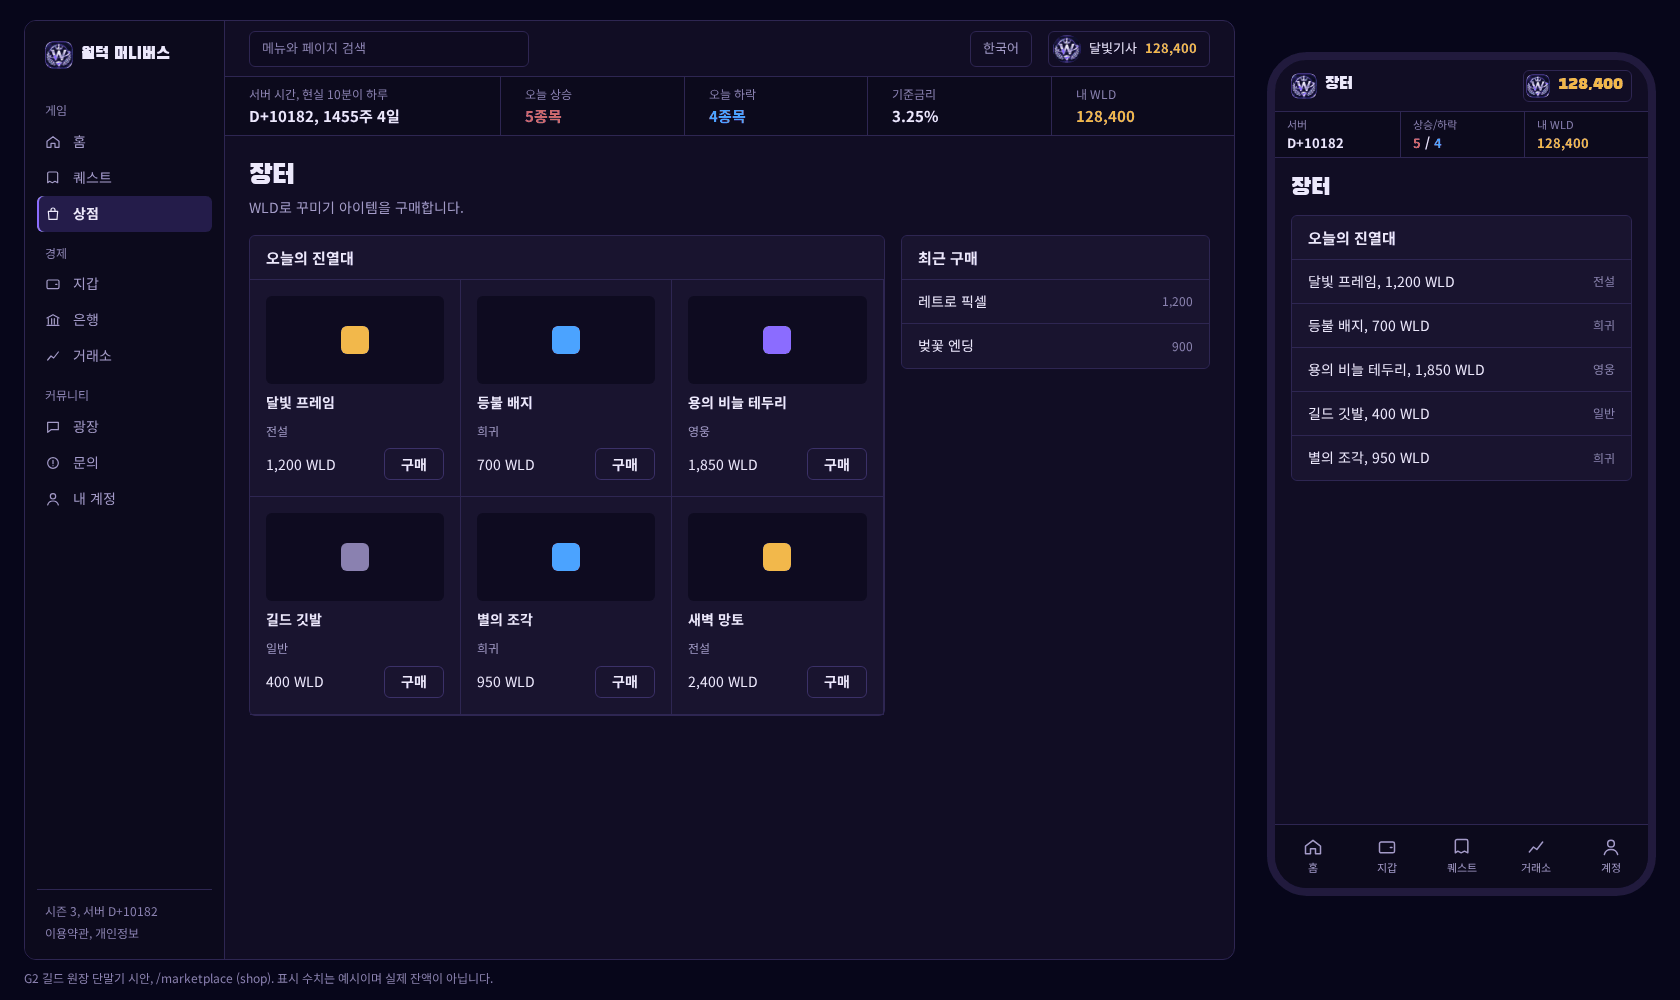 월덕 머니버스
게임
홈
퀘스트
상점
경제
지갑
은행
거래소
커뮤니티
광장
문의
내 계정
시즌 3, 서버 D+10182
이용약관, 개인정보
메뉴와 페이지 검색
한국어
달빛기사 128,400
서버 시간, 현실 10분이 하루
D+10182, 1455주 4일
오늘 상승
5종목
오늘 하락
4종목
기준금리
3.25%
내 WLD
128,400
장터
WLD로 꾸미기 아이템을 구매합니다.
오늘의 진열대
달빛 프레임
전설
1,200 WLD
구매
등불 배지
희귀
700 WLD
구매
용의 비늘 테두리
영웅
1,850 WLD
구매
길드 깃발
일반
400 WLD
구매
별의 조각
희귀
950 WLD
구매
새벽 망토
전설
2,400 WLD
구매
최근 구매
레트로 픽셀 1,200
벚꽃 엔딩 900
장터
128,400
서버
D+10182
상승/하락
5 / 4
내 WLD
128,400
장터
오늘의 진열대
달빛 프레임, 1,200 WLD 전설
등불 배지, 700 WLD 희귀
용의 비늘 테두리, 1,850 WLD 영웅
길드 깃발, 400 WLD 일반
별의 조각, 950 WLD 희귀
홈
지갑
퀘스트
거래소
계정
G2 길드 원장 단말기 시안, /marketplace (shop). 표시 수치는 예시이며 실제 잔액이 아닙니다.